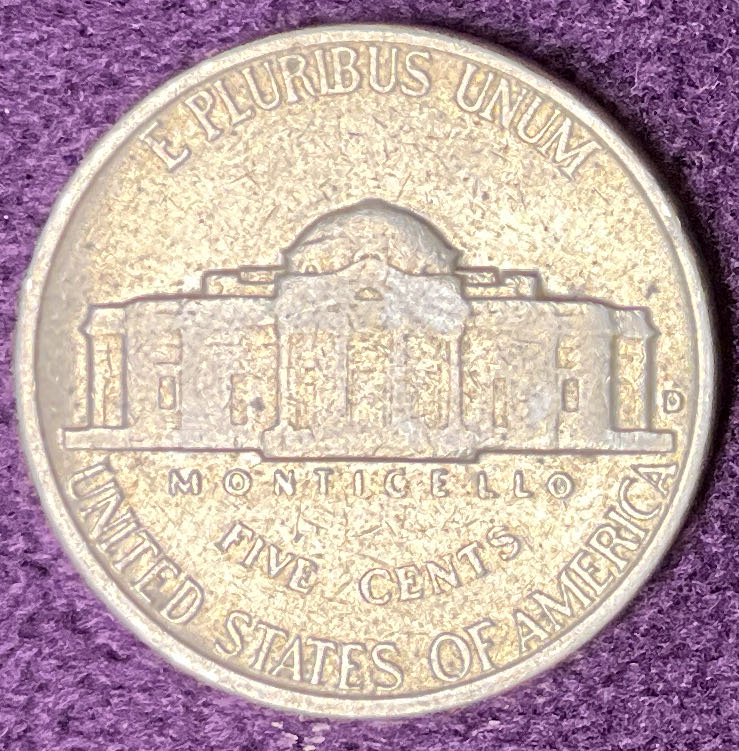 E PLURIBUS UNUM
D
MONTICELLO
FIVE CENTS
UNITED STATES OF AMERICA